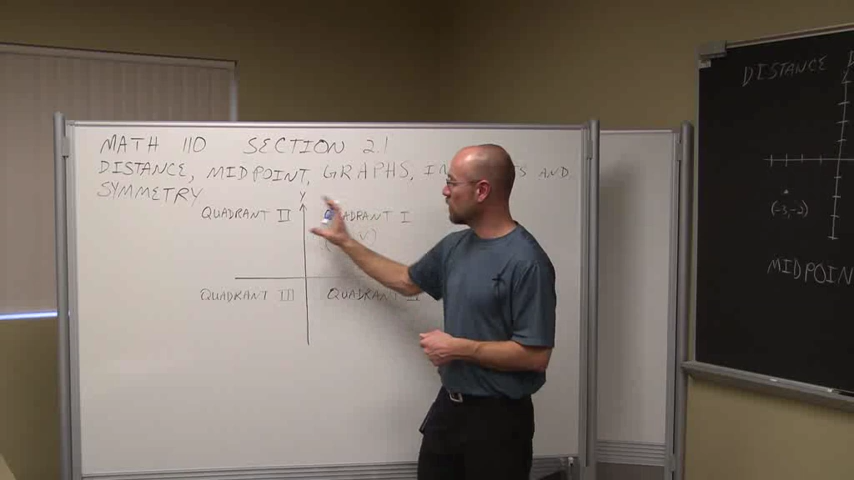 MATH 110 SECTION 2.1
DISTANCE, MIDPOINT, GRAPHS, AND
SYMMETRY
Y
QUADRANT II QUADRANT I
QUADRANT III QUADRANT
DISTANCE
(-3,-2)
MIDPOIN